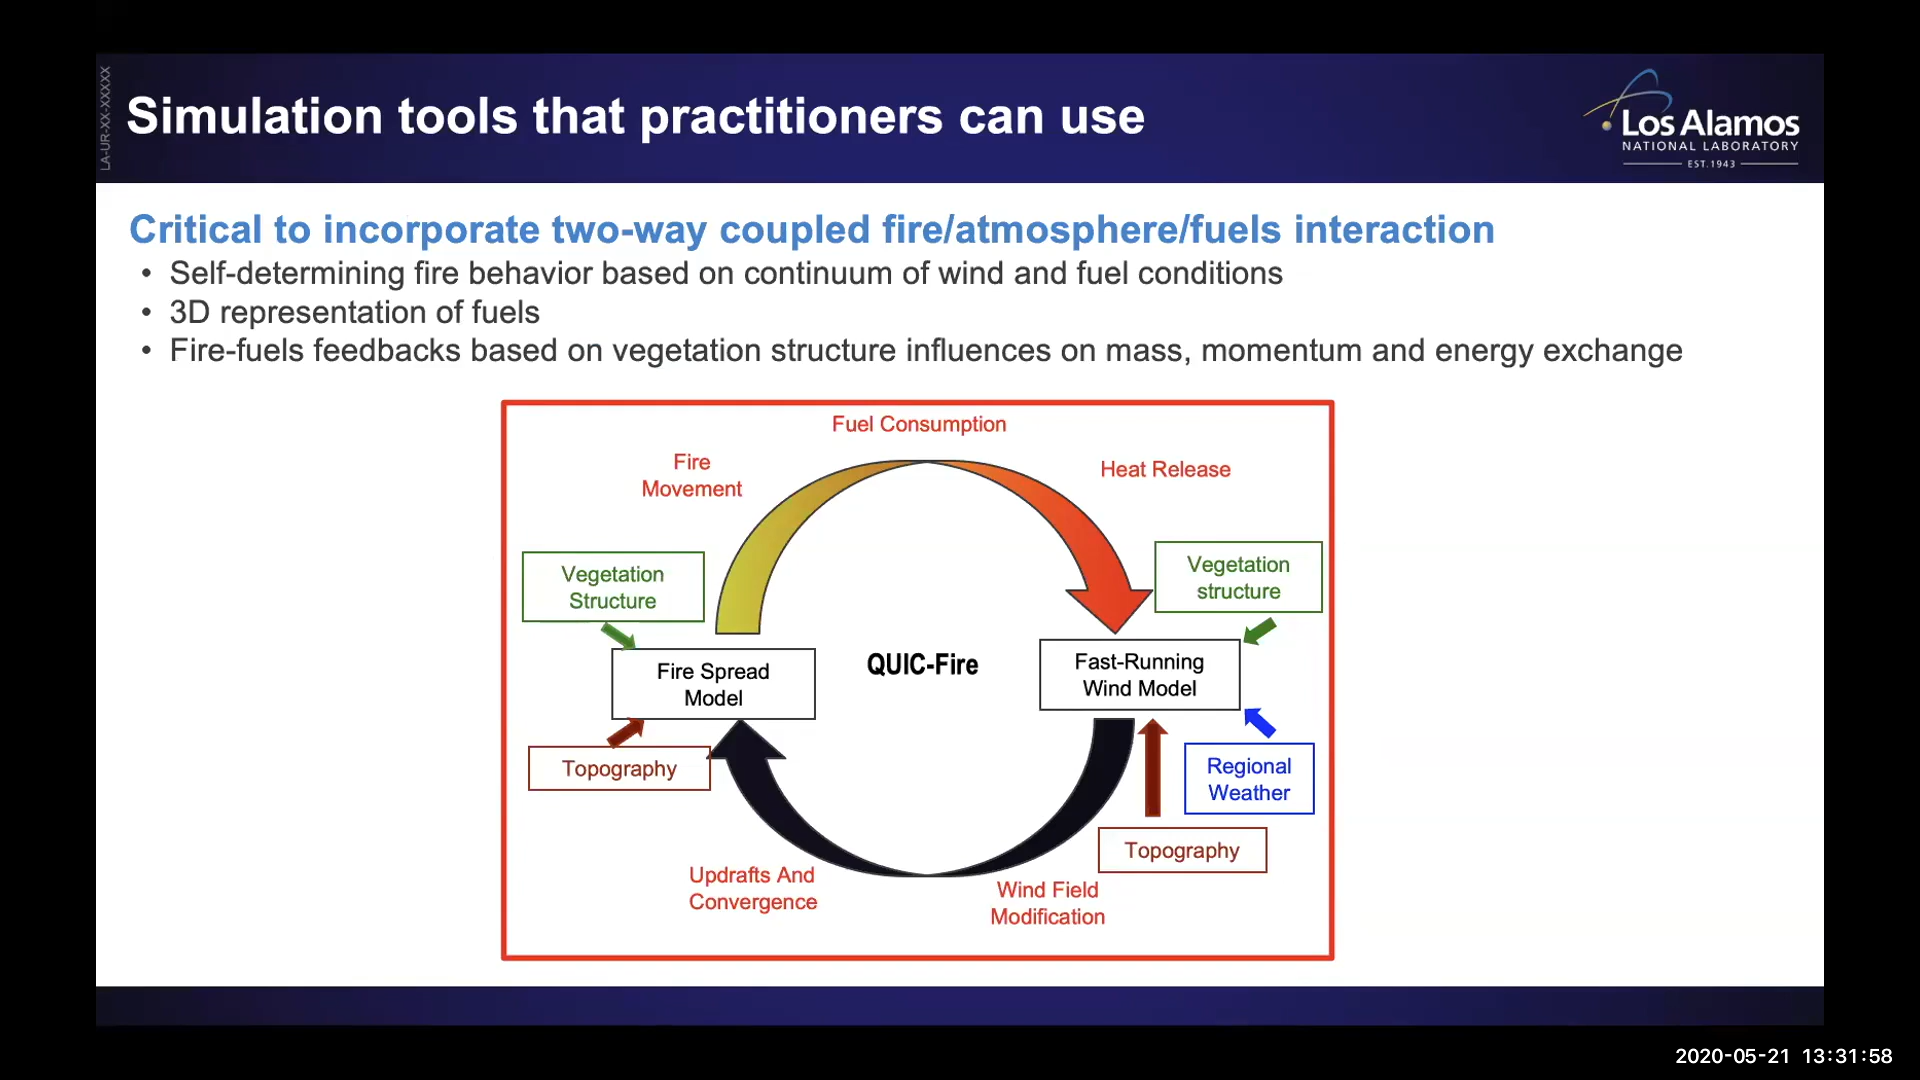 LA-UR-XX-XXXXX
Simulation tools that practitioners can use
Los Alamos
NATIONAL LABORATORY
EST.1943
Critical to incorporate two-way coupled fire/atmosphere/fuels interaction
• Self-determining fire behavior based on continuum of wind and fuel conditions
• 3D representation of fuels
• Fire-fuels feedbacks based on vegetation structure influences on mass, momentum and energy exchange
Fuel Consumption
Fire
Movement
Heat Release
Vegetation
Structure
Vegetation
structure
Fire Spread
Model
QUIC-Fire
Fast-Running
Wind Model
Topography
Regional
Weather
Topography
Updrafts And
Convergence
Wind Field
Modification
2020-05-21 13:31:58